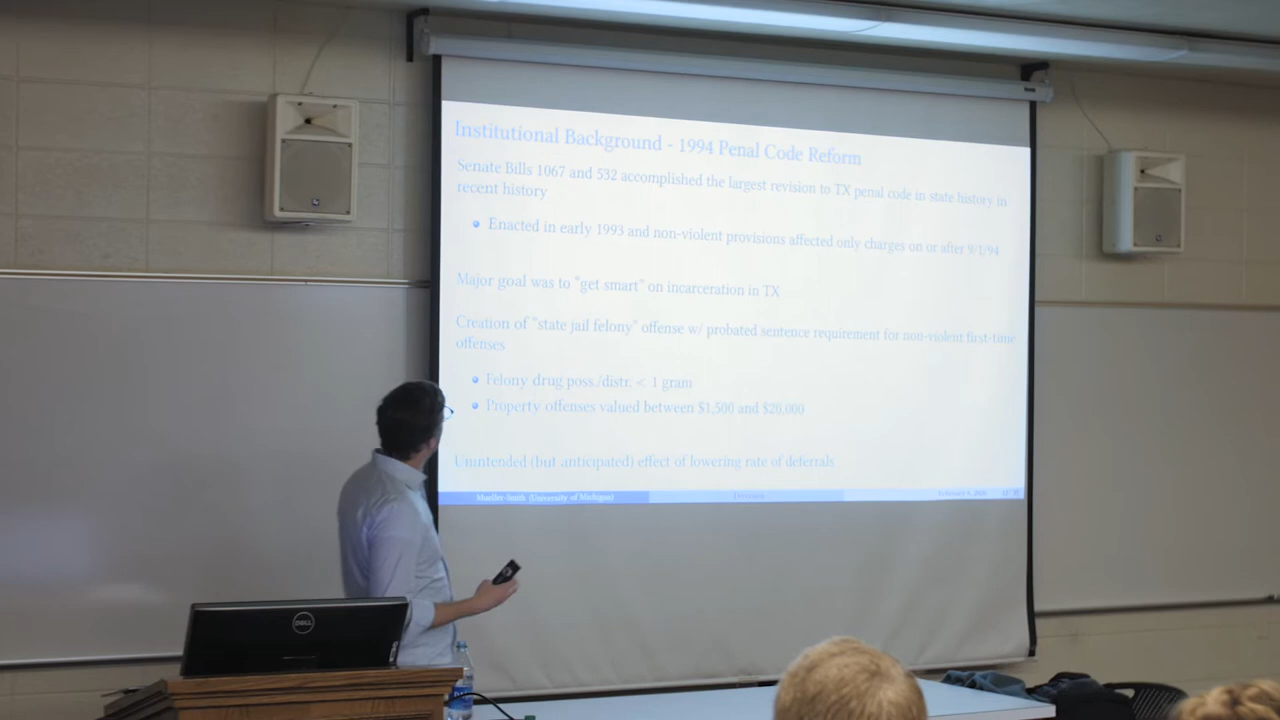 Institutional Background - 1994 Penal Code Reform
Senate Bills 1067 and 532 accomplished the largest revision to TX penal code in state history in
recent history
Enacted in early 1993 and non-violent provisions affected only charges on or after 9/1/94
Major goal was to "get smart" on incarceration in TX
Creation of "state jail felony" offense w/ probated sentence requirement for non-violent first-time
offenses
Felony drug poss./distr. < 1 gram
Property offenses valued between $1,500 and $20,000
Unintended (but anticipated) effect of lowering rate of deferrals
Mueller-Smith (University of Michigan) Diversion February 6, 2020
DELL